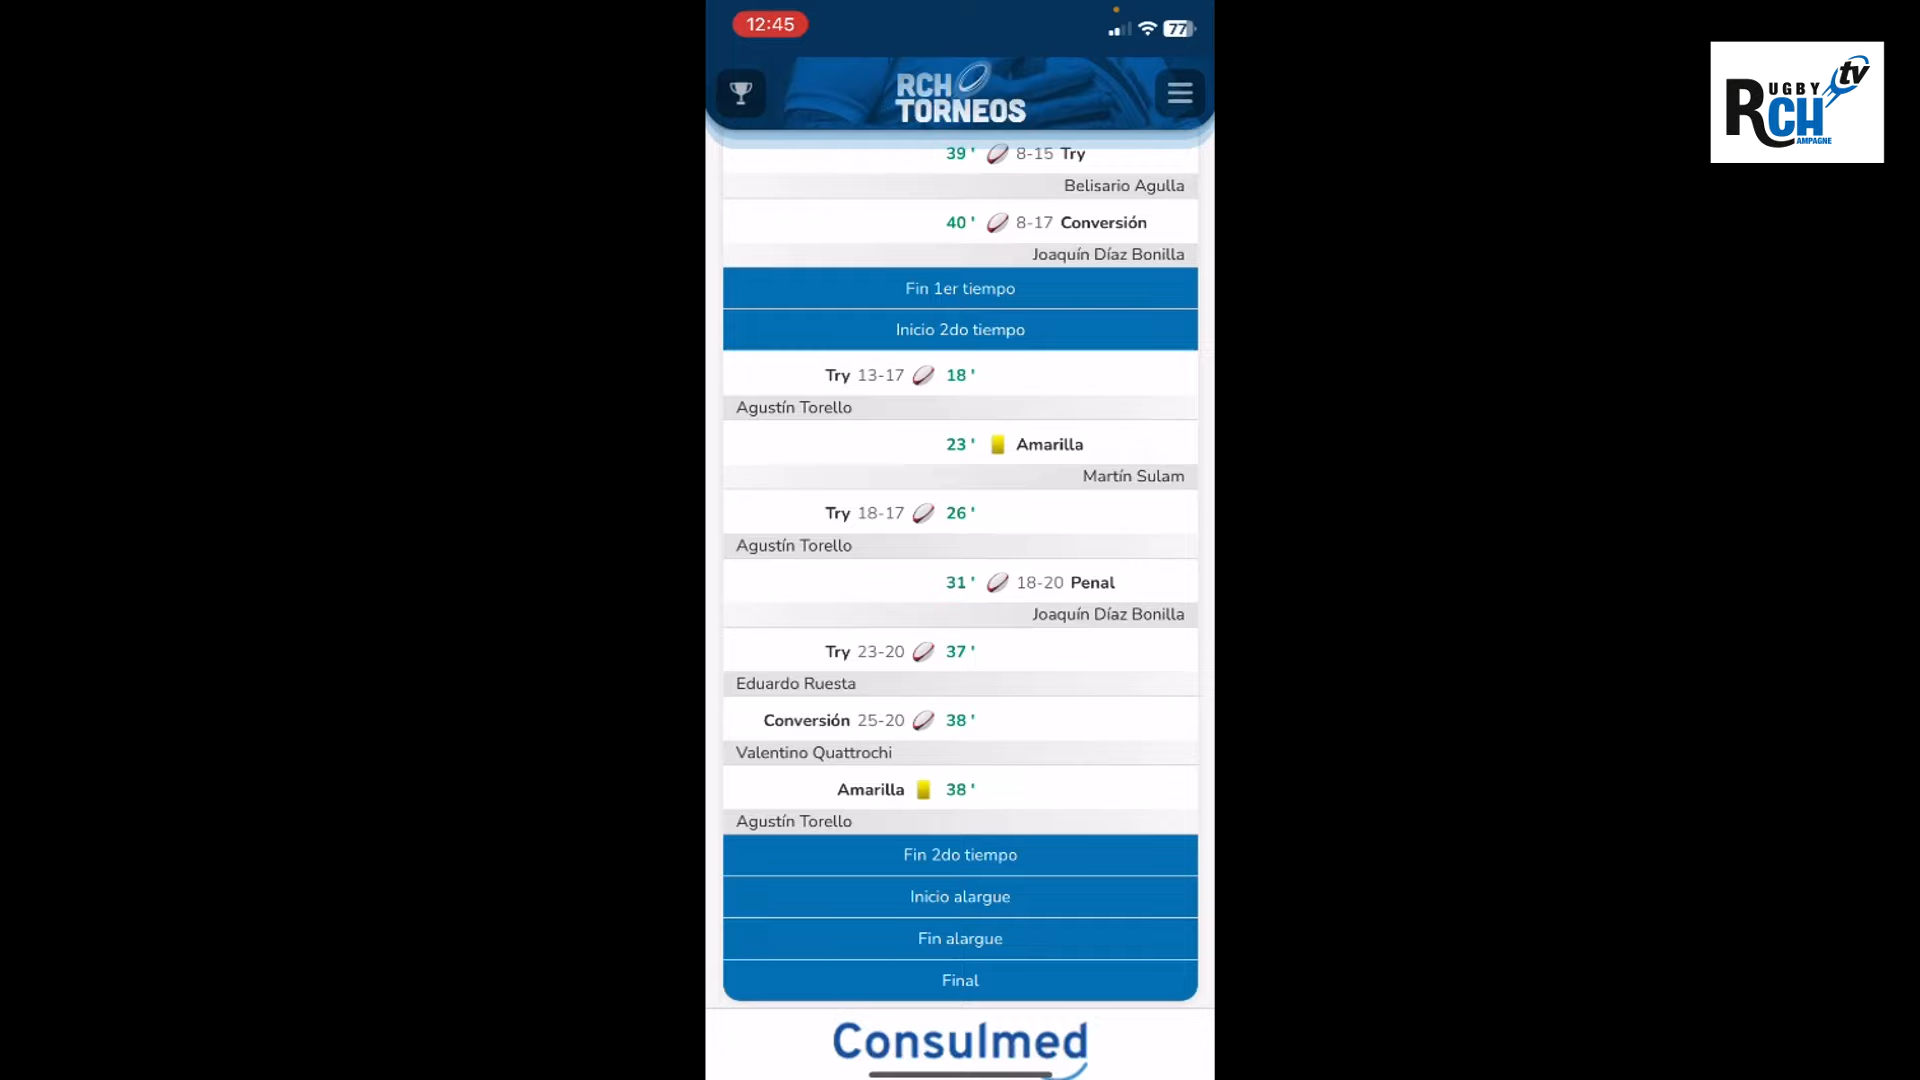 12:45
77
RCH
TORNEOS
RUGBY tv
CH
AMPAGNE
39 ' 8-15 Try
Belisario Agulla
40 ' 8-17 Conversión
Joaquín Díaz Bonilla
Fin 1er tiempo
Inicio 2do tiempo
Try 13-17 18 '
Agustín Torello
23 ' Amarilla
Martín Sulam
Try 18-17 26 '
Agustín Torello
31 ' 18-20 Penal
Joaquín Díaz Bonilla
Try 23-20 37 '
Eduardo Ruesta
Conversión 25-20 38 '
Valentino Quattrochi
Amarilla 38 '
Agustín Torello
Fin 2do tiempo
Inicio alargue
Fin alargue
Final
Consulmed